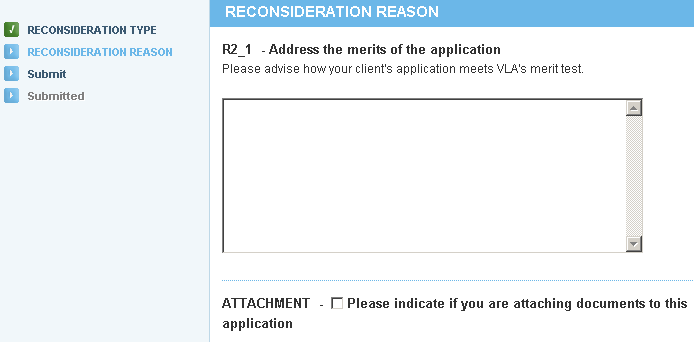 RECONSIDERATION TYPE
RECONSIDERATION REASON
Submit
Submitted
RECONSIDERATION REASON
R2_1 - Address the merits of the application
Please advise how your client's application meets VLA's merit test.
ATTACHMENT - Please indicate if you are attaching documents to this
application